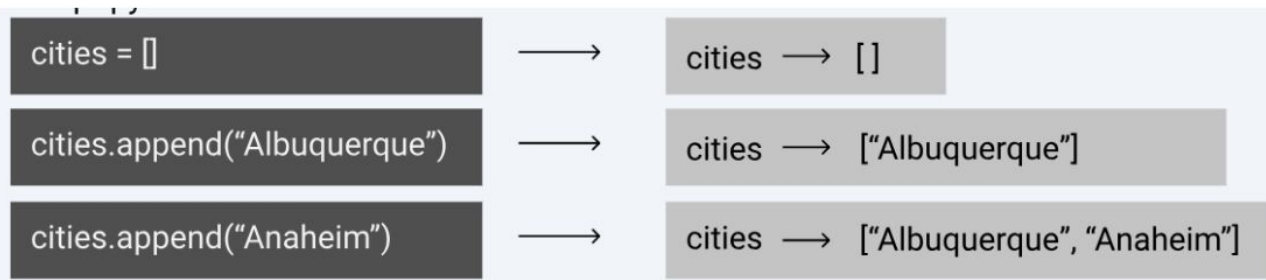 cities = []
cities → []
cities.append(“Albuquerque”)
cities → [“Albuquerque”]
cities.append(“Anaheim”)
cities → [“Albuquerque”, “Anaheim”]